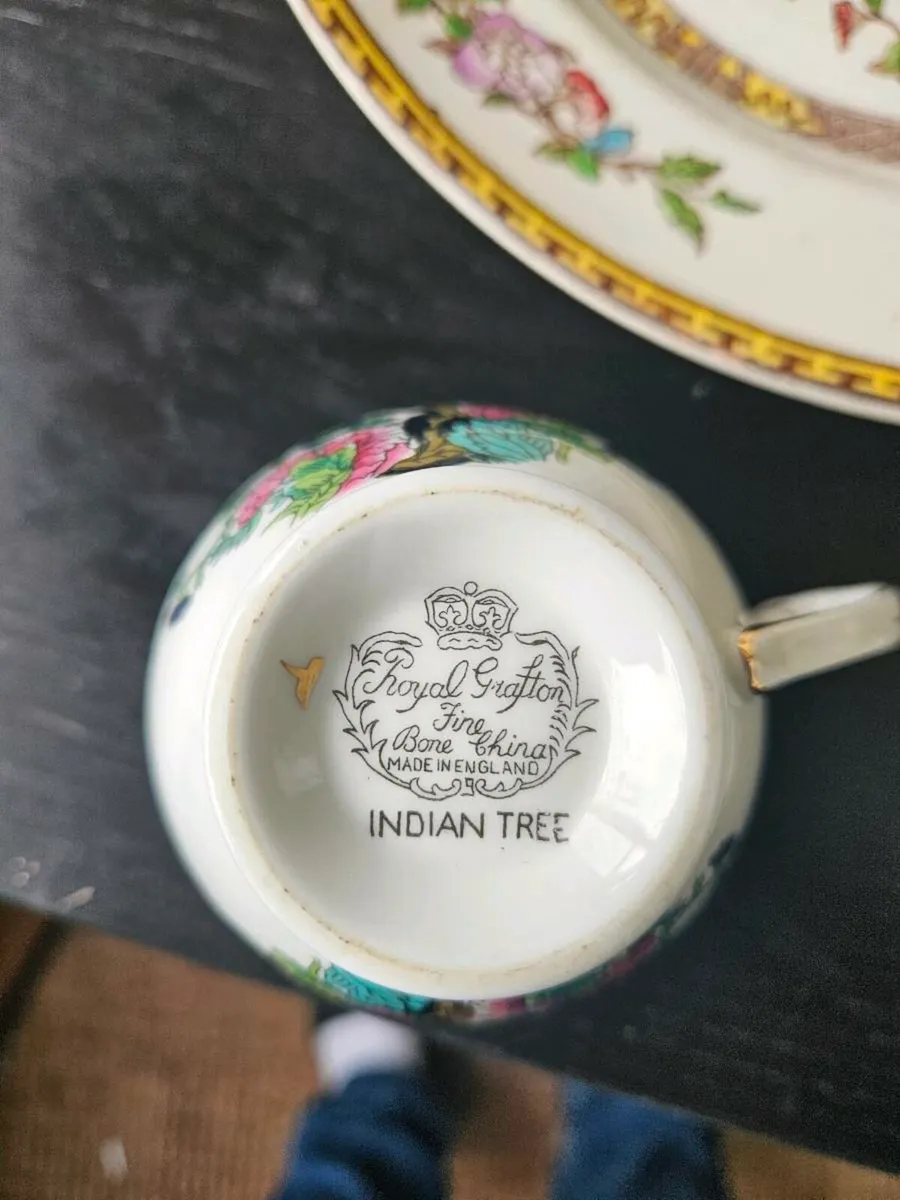 Royal Grafton
Fine
Bone China
MADE IN ENGLAND
INDIAN TREE